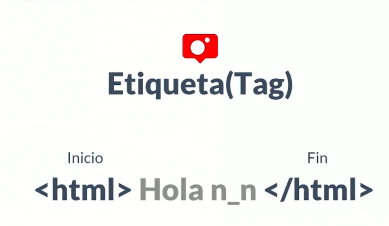 Etiqueta(Tag)
Inicio Fin
<html> Hola n_n </html>